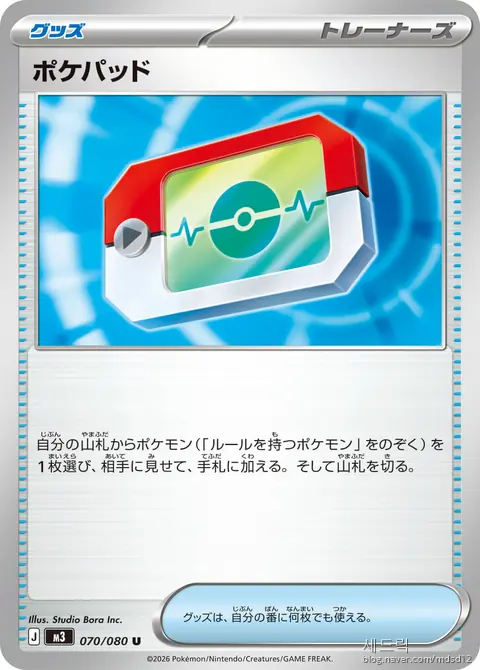 グッズ
トレーナーズ
ポケパッド
自分の山札からポケモン(「ルールを持つポケモン」をのぞく)を
1枚選び、相手に見せて、手札に加える。そして山札を切る。
Illus. Studio Bora Inc.
J m3 070/080 U
グッズは、自分の番に何枚でも使える。
©2026 Pokémon/Nintendo/Creatures/GAME FREAK.
세드릭
blog.naver.com/mdsd12